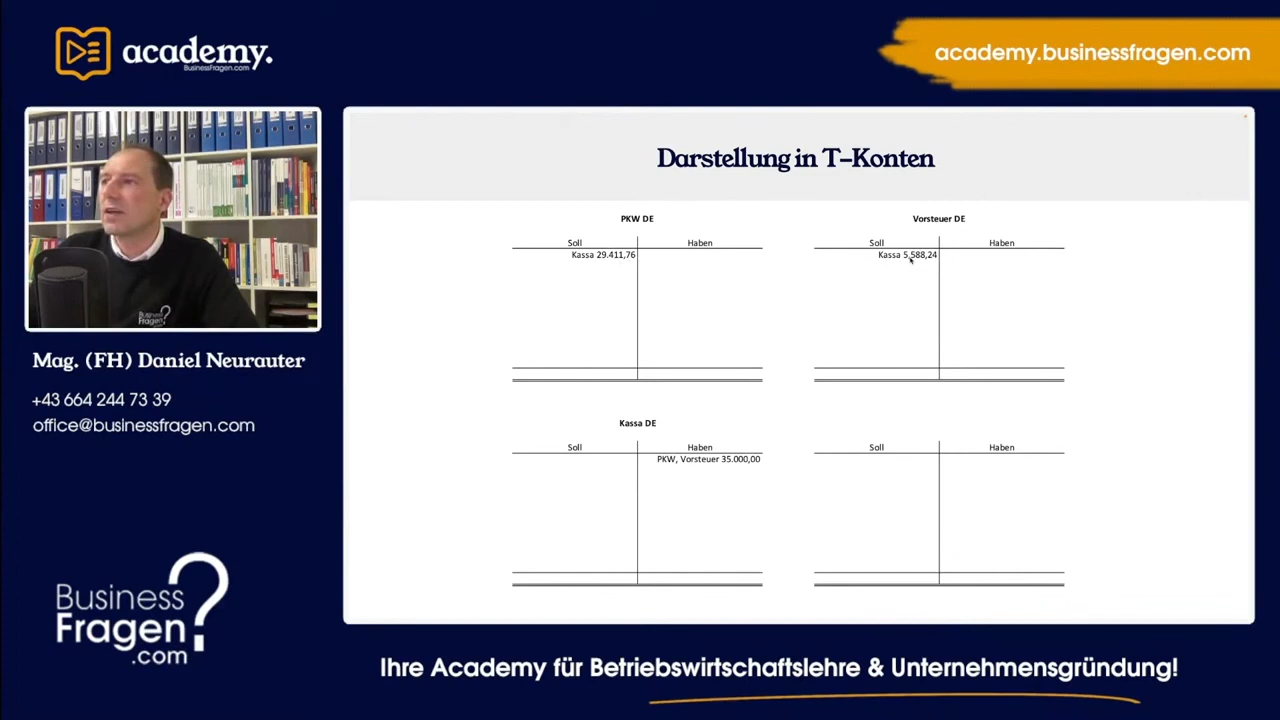 academy.
BusinessFragen.com
academy.businessfragen.com
Darstellung in T-Konten
PKW DE
Soll
Haben
Kassa 29.411,76
Vorsteuer DE
Soll
Haben
Kassa 5.588,24
Kassa DE
Soll
Haben
PKW, Vorsteuer 35.000,00
Soll
Haben
Business
Fragen?
Mag. (FH) Daniel Neurauter
+43 664 244 73 39
office@businessfragen.com
Business
Fragen?
.com
Ihre Academy für Betriebswirtschaftslehre & Unternehmensgründung!